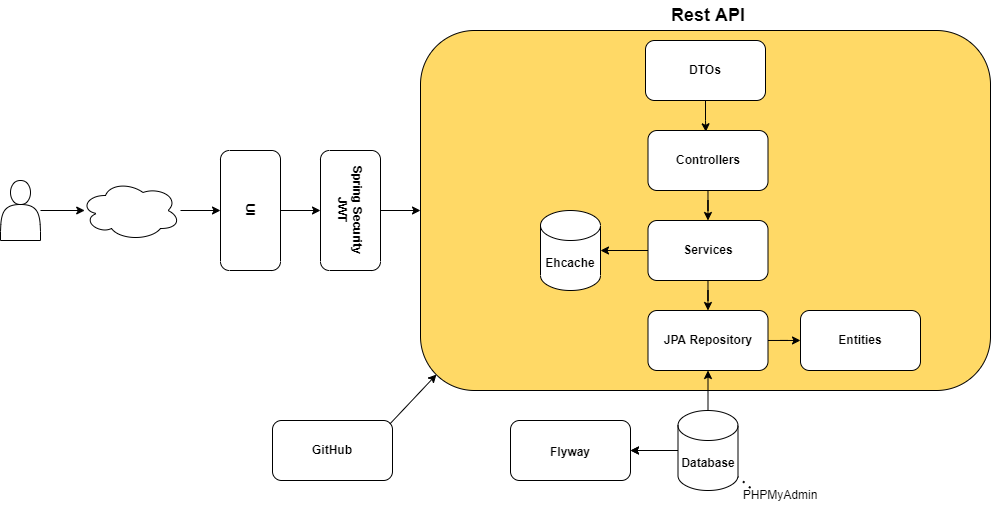 Rest API
DTOs
Controllers
UI
Spring Security
JWT
Services
Ehcache
JPA Repository
Entities
GitHub
Flyway
Database
PHPMyAdmin